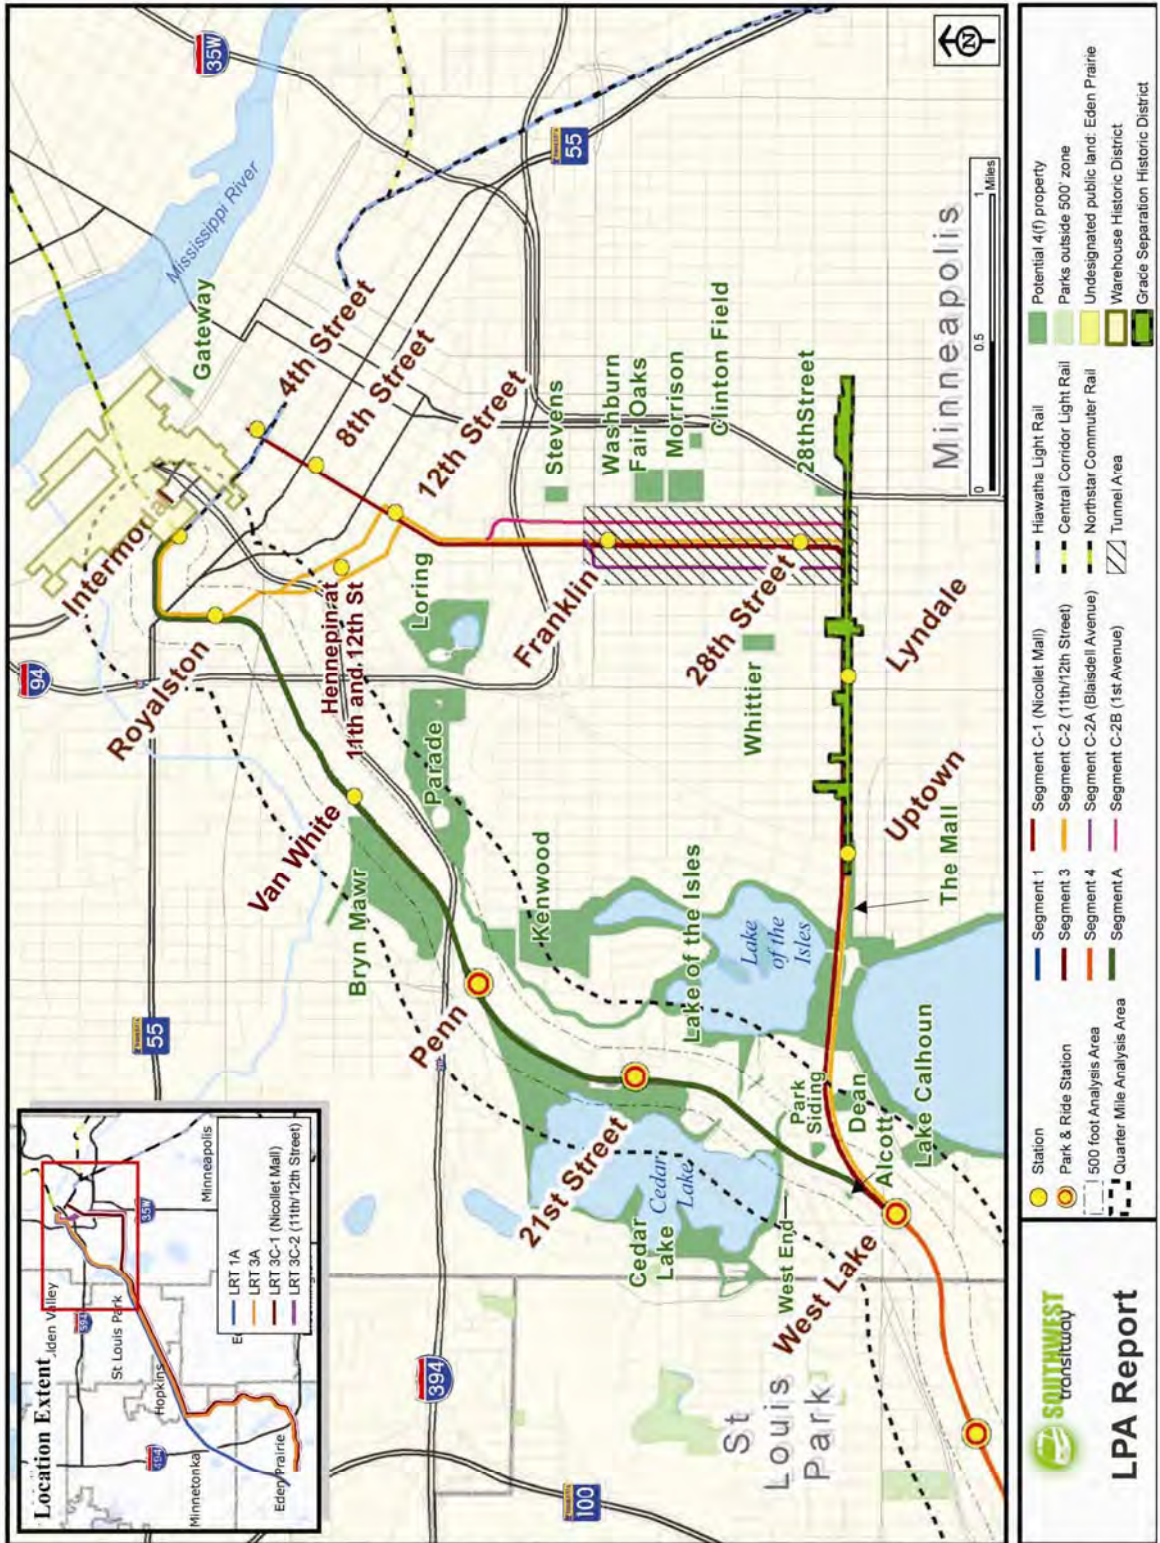 Location Extent
lden Valley
St Louis Park
Hopkins
Minnetonka
Eden Prairie
Minneapolis
594
494
35W
LRT 1A
LRT 3A
LRT 3C-1 (Nicollet Mall)
LRT 3C-2 (11th/12th Street)
55
94
35W
N
Mississippi River
Gateway
Intermodal
Royalston
4th Street
8th Street
12th Street
55
Hennepin at
11th and 12th St
Loring
Van White
Parade
Bryn Mawr
Penn
Kenwood
Franklin
Stevens
Washburn
Fair Oaks
Morrison
Clinton Field
28th Street
28thStreet
Whittier
Lyndale
Uptown
The Mall
Minneapolis
0
0.5
1
Miles
394
100
21st Street
Cedar
Lake
Cedar
Lake
Lake of the Isles
Lake
of the
Isles
Park
Siding
Dean
Alcott
Lake Calhoun
West End
West Lake
St
Louis
Park
SOUTHWEST
transitway
LPA Report
Station
Park & Ride Station
500 foot Analysis Area
Quarter Mile Analysis Area
Segment 1
Segment 3
Segment 4
Segment A
Segment C-1 (Nicollet Mall)
Segment C-2 (11th/12th Street)
Segment C-2A (Blaisdell Avenue)
Segment C-2B (1st Avenue)
Hiawatha Light Rail
Central Corridor Light Rail
Northstar Commuter Rail
Tunnel Area
Potential 4(f) property
Parks outside 500' zone
Undesignated public land: Eden Prairie
Warehouse Historic District
Grade Separation Historic District